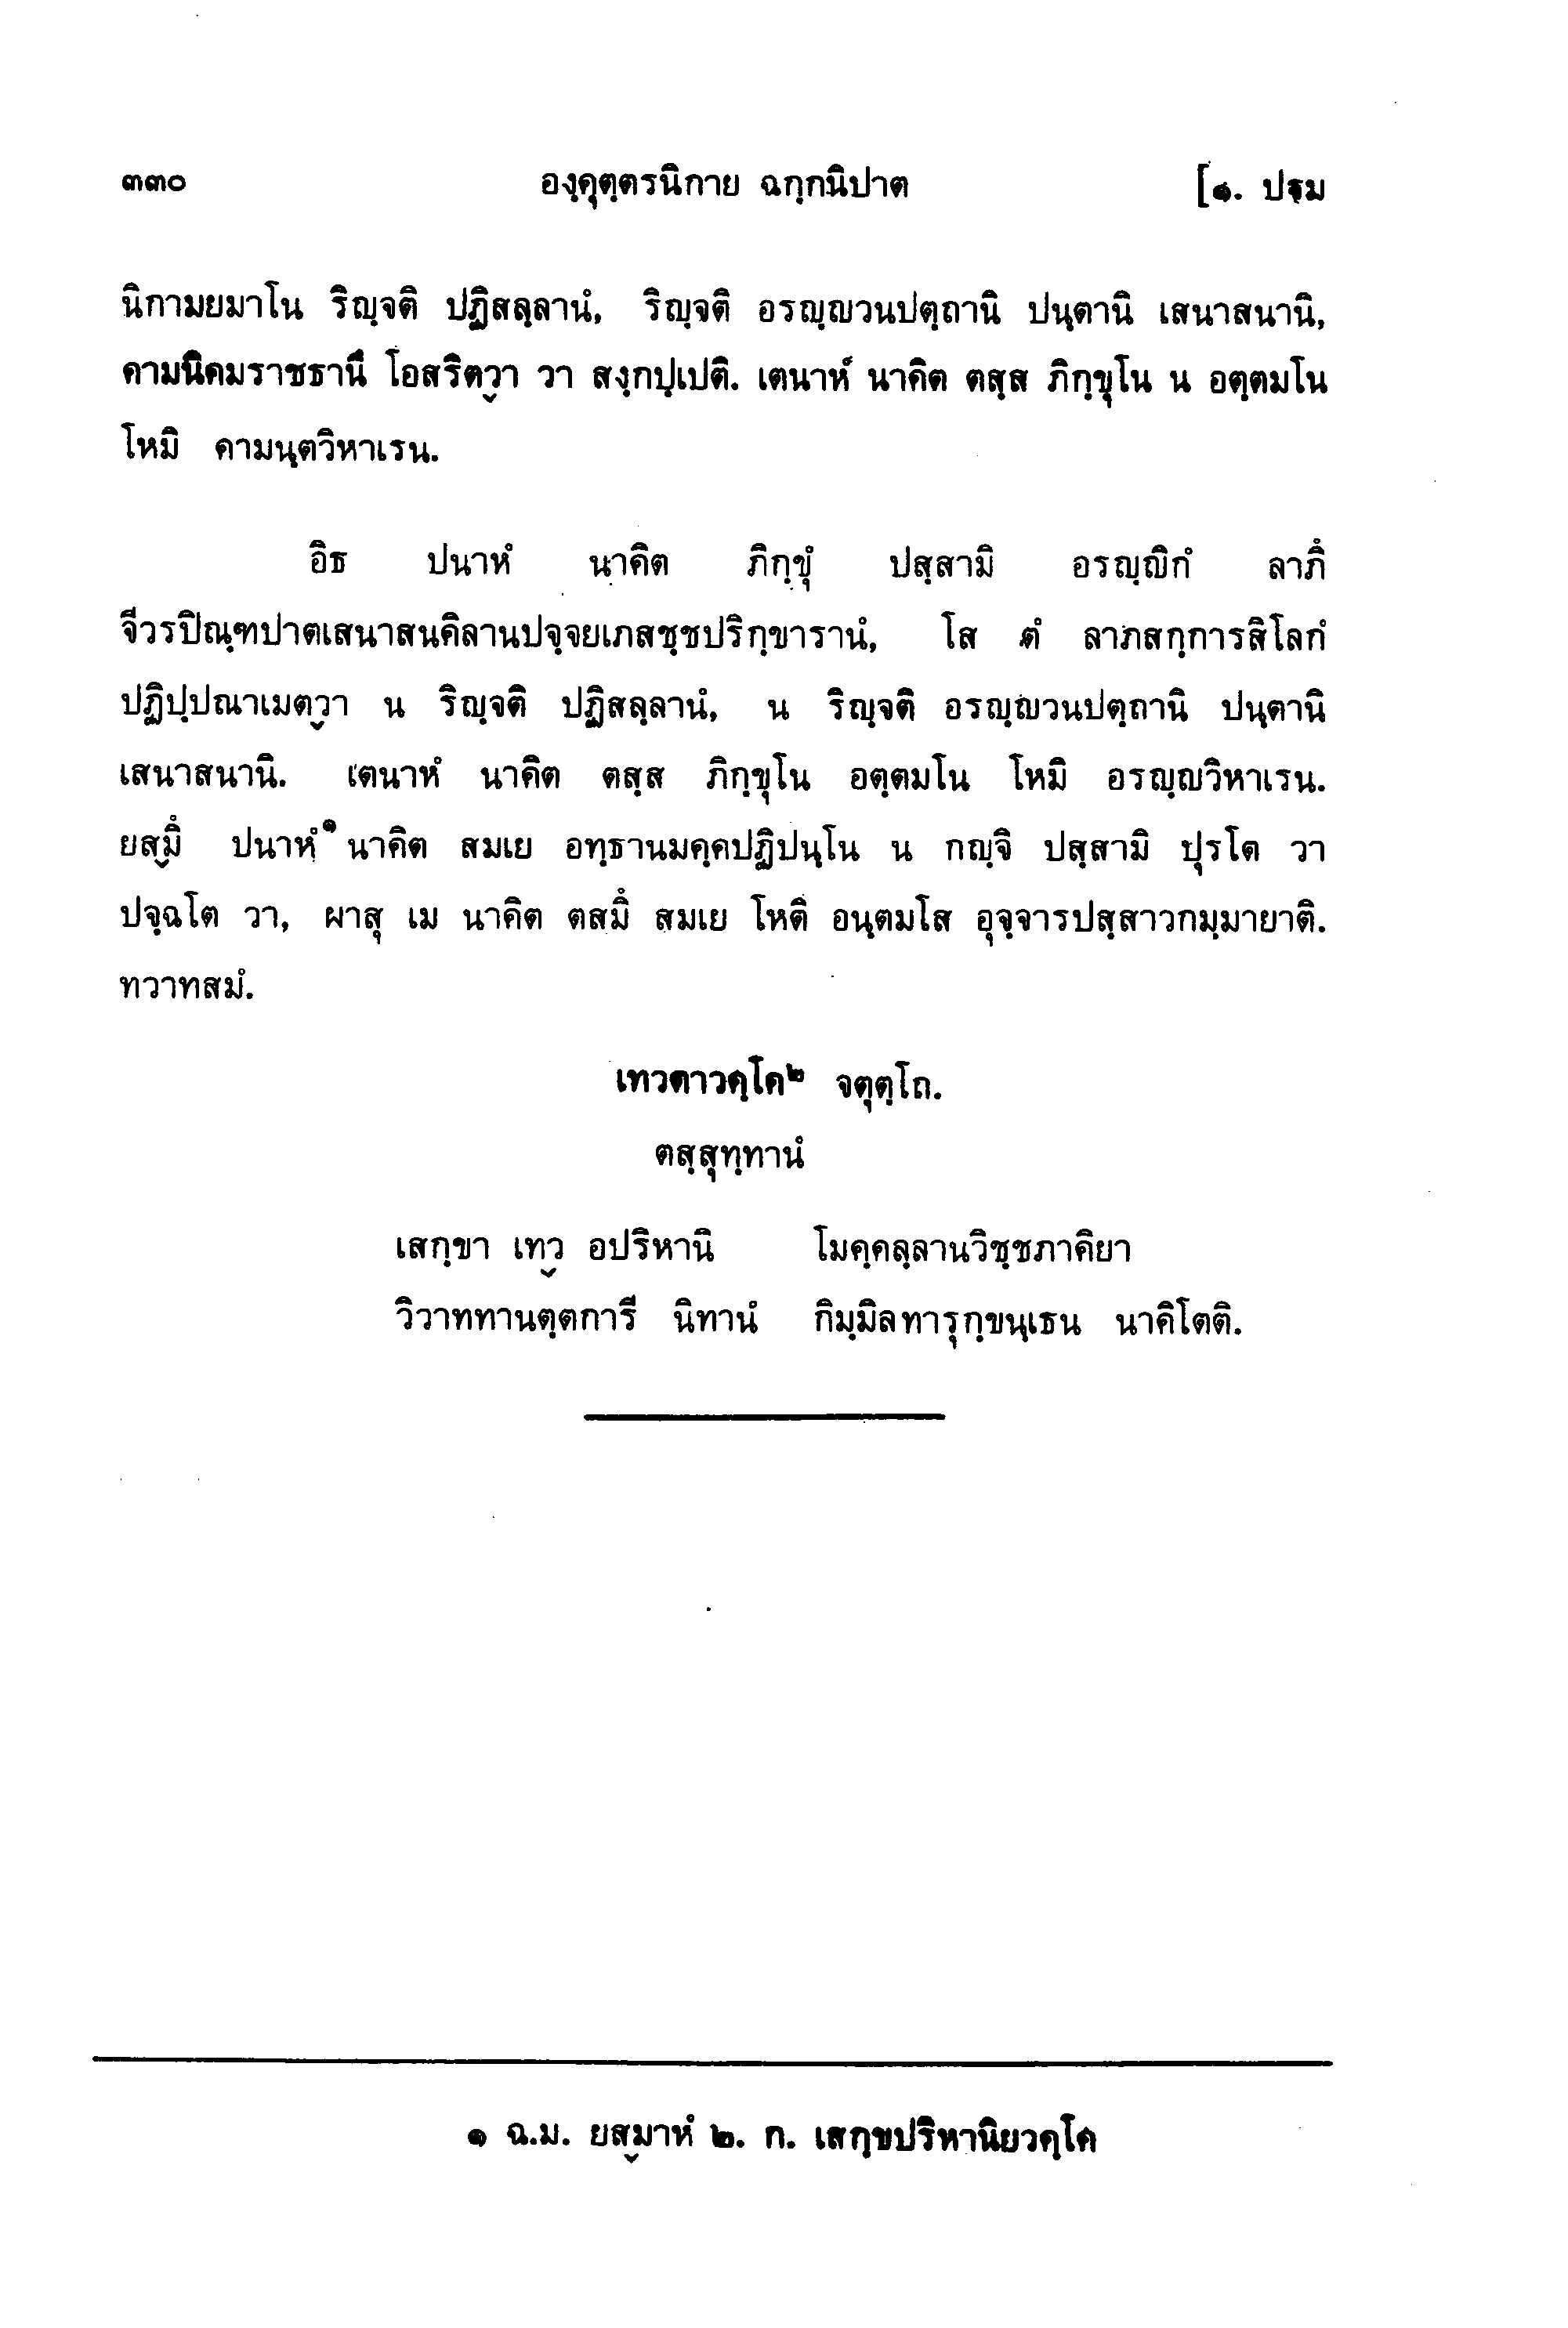 ๓๓๐ องฺคุตฺตรนิกาย ฉกฺกนิปาต [๑. ปฐม
นิกามยมาโน ริญฺจติ ปฏิสลฺลานํ, ริญฺจติ อรญฺญวนปตฺถานิ ปนฺตานิ เสนาสนานิ,
คามนิคมราชธานึ โอสริตฺวา วา สงฺกปฺเปติ. เตนาหํ นาคิต ตสฺส ภิกฺขุโน น อตฺตมโน
โหมิ คามนฺตวิหาเรน.
อิธ ปนาหํ นาคิต ภิกฺขุํ ปสฺสามิ อรญฺญิกํ ลาภึ
จีวรปิณฺฑปาตเสนาสนคิลานปจฺจยเภสชฺชปริกฺขารานํ, โส ตํ ลาภสกฺการสิโลกํ
ปฏิปฺปณาเมตฺวา น ริญฺจติ ปฏิสลฺลานํ, น ริญฺจติ อรญฺญวนปตฺถานิ ปนฺตานิ
เสนาสนานิ. เตนาหํ นาคิต ตสฺส ภิกฺขุโน อตฺตมโน โหมิ อรญฺญวิหาเรน.
ยสฺมึ ปนาหํ๑ นาคิต สมเย อทฺธานมคฺคปฏิปนฺโน น กญฺจิ ปสฺสามิ ปุรโต วา
ปจฺฉโต วา, ผาสุ เม นาคิต ตสมึ สมเย โหติ อนฺตมโส อุจฺจารปสฺสาวกมฺมายาติ.
ทวาทสมํ.
เทวตาวคฺโค๒ จตุตฺโถ.
ตสฺสุทฺทานํ
เสกฺขา เทฺว อปริหานิ โมคฺคลฺลานวิชฺชภาคิยา
วิวาททานตฺตการี นิทานํ กิมฺมิลทารุกฺขนฺเธน นาคิโตติ.
๑ ฉ.ม. ยสฺมาหํ ๒. ก. เสกฺขปริหานิยวคฺโค